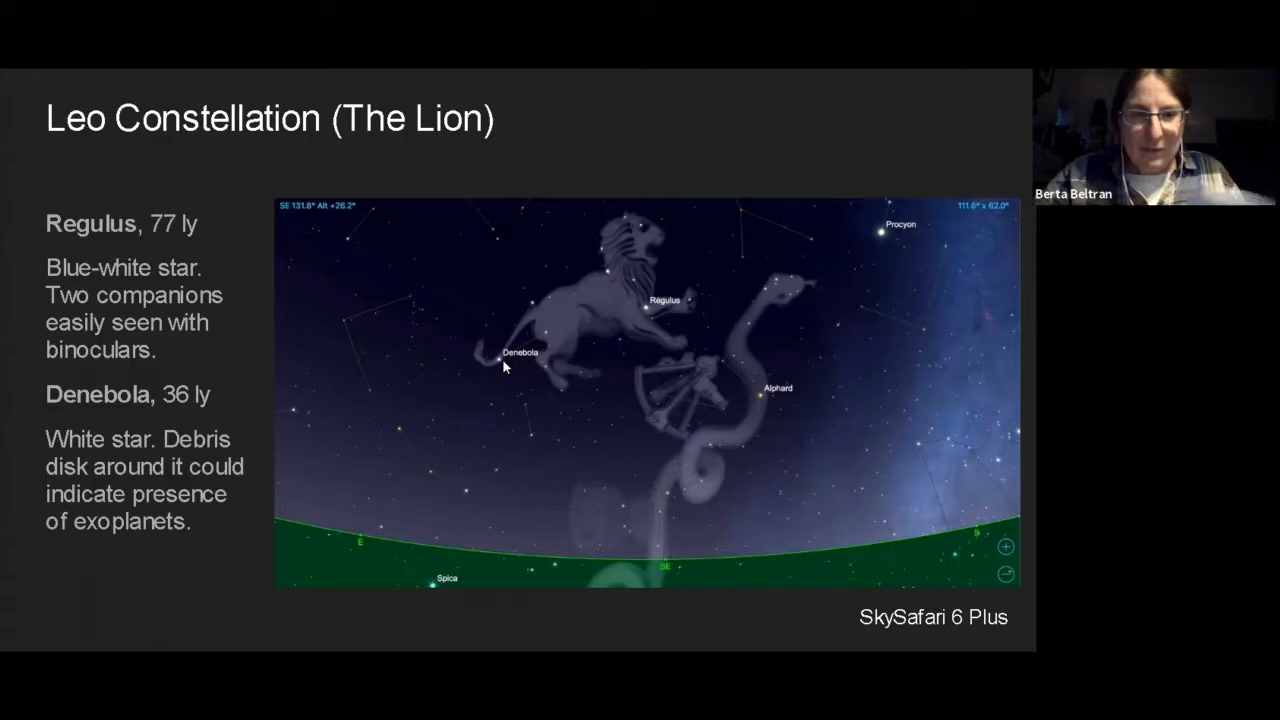 Leo Constellation (The Lion)
Berta Beltran
Regulus, 77 ly
Blue-white star.
Two companions
easily seen with
binoculars.
Denebola, 36 ly
White star. Debris
disk around it could
indicate presence
of exoplanets.
SE 131.8° Alt +26.2°
111.6° x 62.0°
Procyon
Regulus
Denebola
Alphard
E
SE
S
Spica
SkySafari 6 Plus